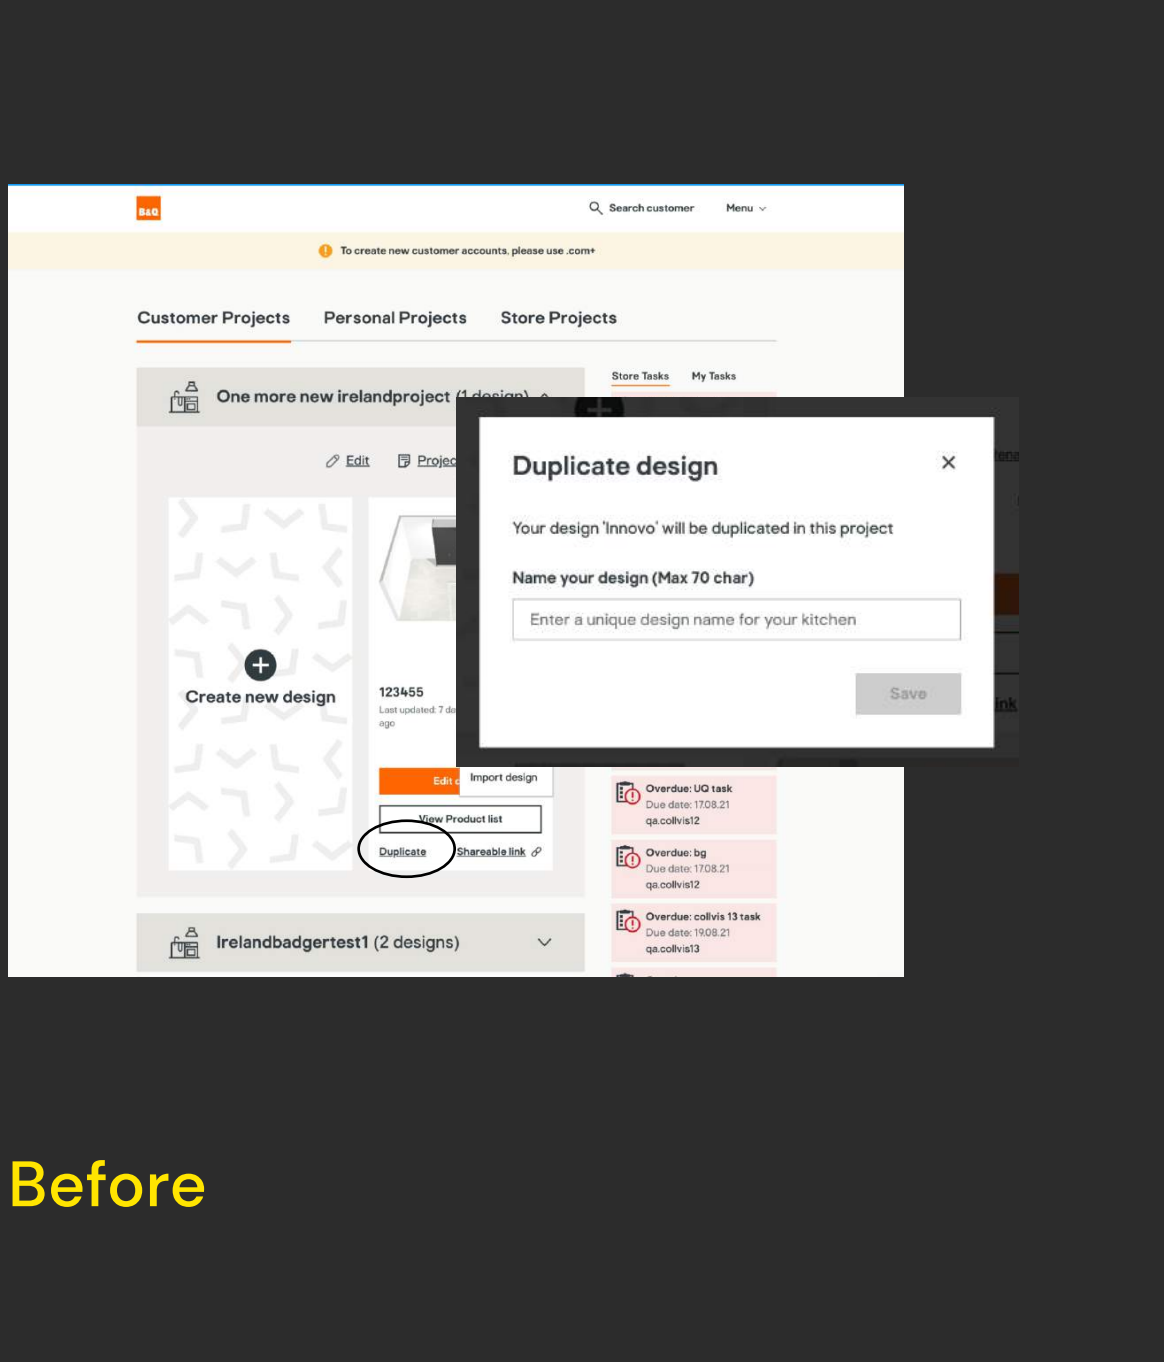 B&Q
Search customer
Menu
To create new customer accounts, please use .com+
Customer Projects
Personal Projects
Store Projects
Store Tasks
My Tasks
One more new irelandproject (1 design)
Edit
Duplicate design
Your design 'Innovo' will be duplicated in this project
Name your design (Max 70 char)
Enter a unique design name for your kitchen
Save
Create new design
123455
Last updated: 7
ago
Edit
Import design
View Product list
Duplicate
Shareable link
Overdue: UQ task
Due date: 17.08.21
qa.collvis12
Overdue: bg
Due date: 17.08.21
qa.collvis12
Overdue: collvis 13 task
Due date: 19.08.21
qa.collvis13
Irelandbadgertest1 (2 designs)
Before